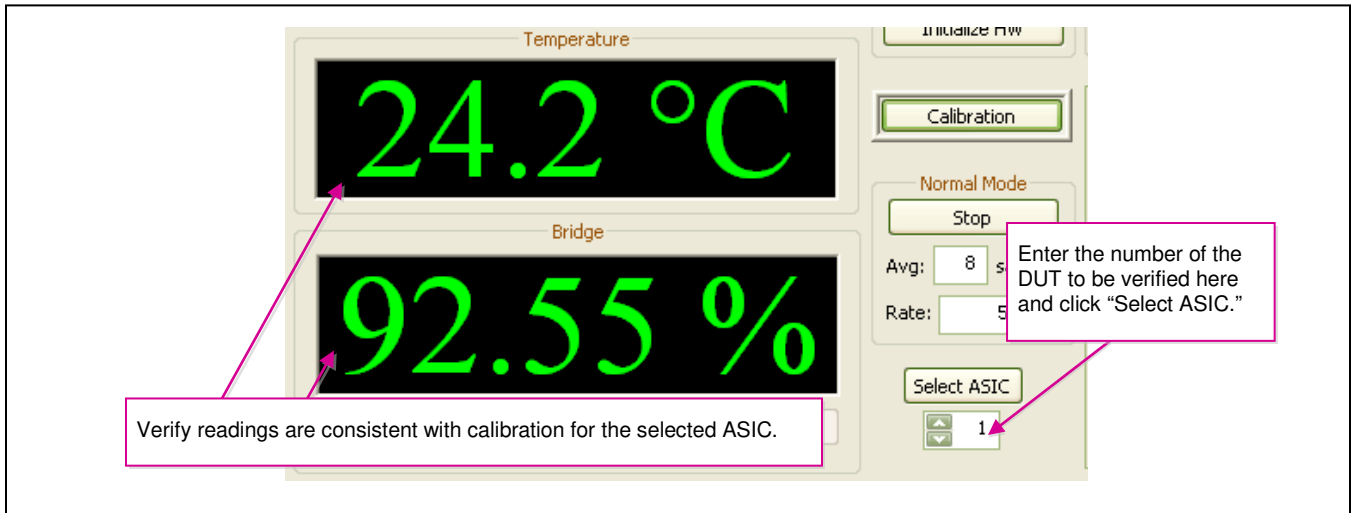 Temperature
24.2 °C
Initialize HW
Calibration
Normal Mode
Stop
Avg: 8
Rate: 5
Bridge
92.55 %
Enter the number of the
DUT to be verified here
and click “Select ASIC.”
Select ASIC
1
Verify readings are consistent with calibration for the selected ASIC.